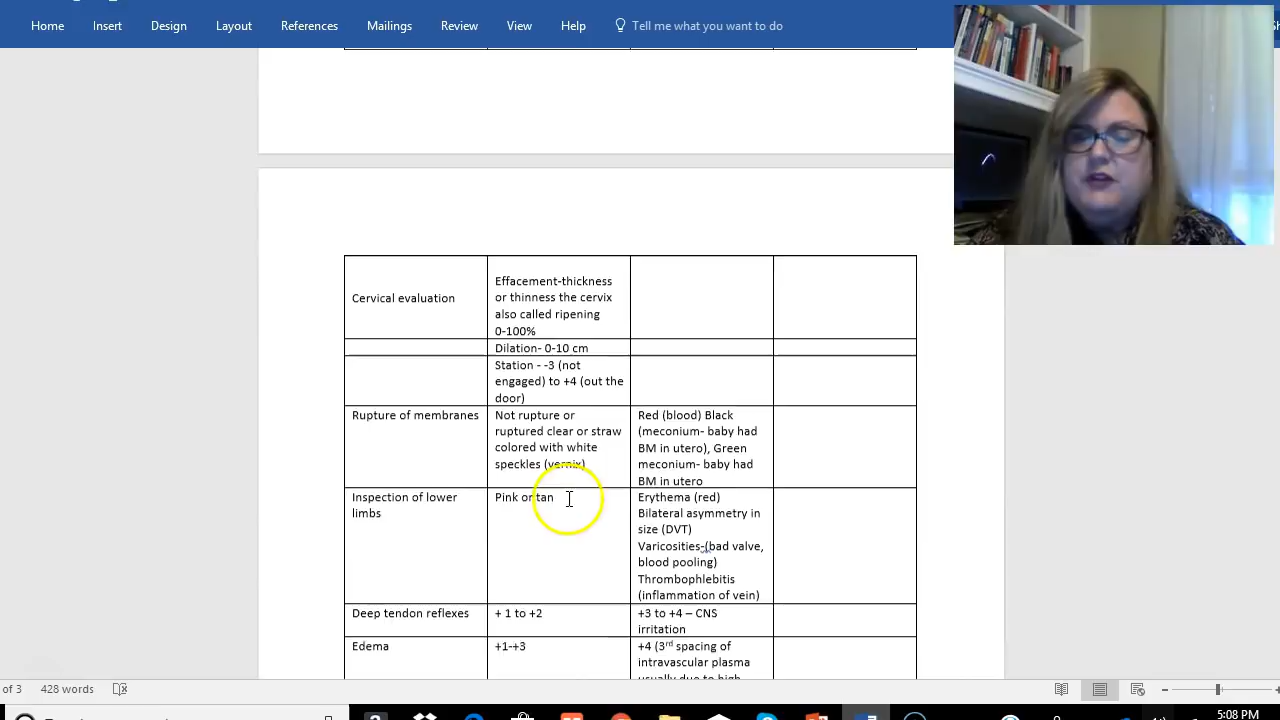 Home Insert Design Layout References Mailings Review View Help Tell me what you want to do
Cervical evaluation
Effacement-thickness
or thinness the cervix
also called ripening
0-100%
Dilation- 0-10 cm
Station - -3 (not
engaged) to +4 (out the
door)
Rupture of membranes
Not rupture or
ruptured clear or straw
colored with white
speckles (vernix)
Red (blood) Black
(meconium- baby had
BM in utero), Green
meconium- baby had
BM in utero
Inspection of lower
limbs
Pink or tan
Erythema (red)
Bilateral asymmetry in
size (DVT)
Varicosities-(bad valve,
blood pooling)
Thrombophlebitis
(inflammation of vein)
Deep tendon reflexes
+ 1 to +2
+3 to +4 – CNS
irritation
Edema
+1-+3
+4 (3rd spacing of
intravascular plasma
usually due to high
of 3 428 words
5:08 PM